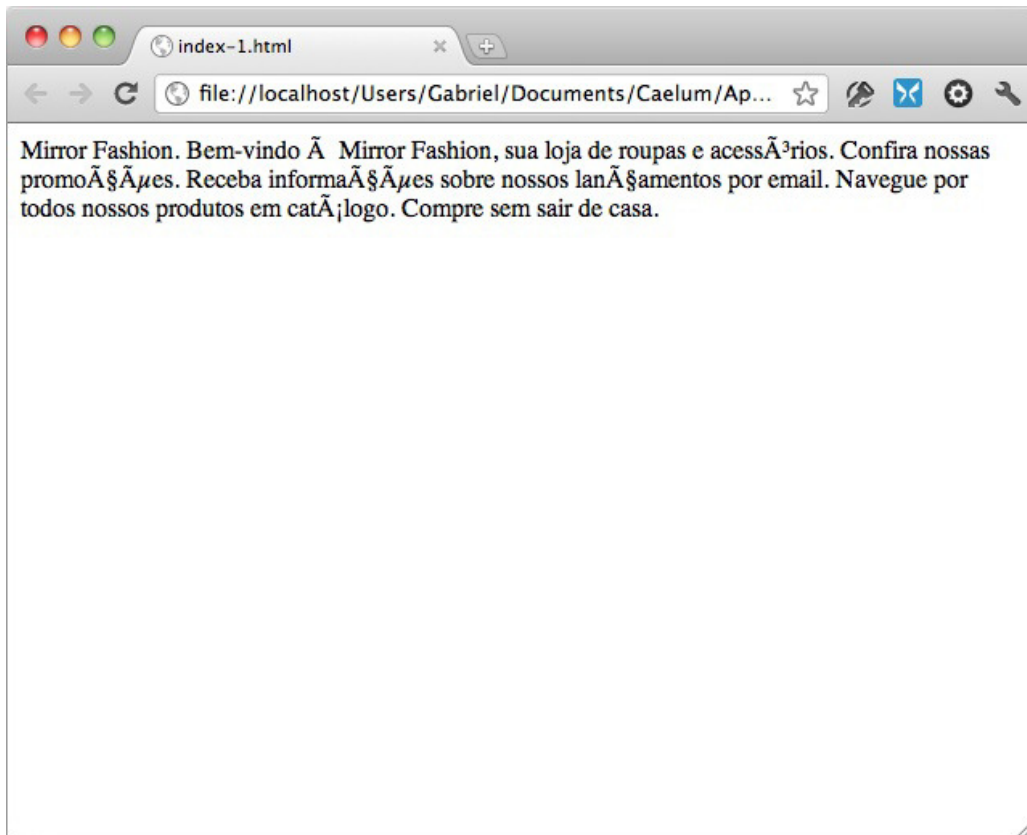 index-1.html
file://localhost/Users/Gabriel/Documents/Caelum/Ap...
Mirror Fashion. Bem-vindo Ã  Mirror Fashion, sua loja de roupas e acessÃ³rios. Confira nossas
promoÃ§Ãµes. Receba informaÃ§Ãµes sobre nossos lanÃ§amentos por email. Navegue por
todos nossos produtos em catÃ¡logo. Compre sem sair de casa.